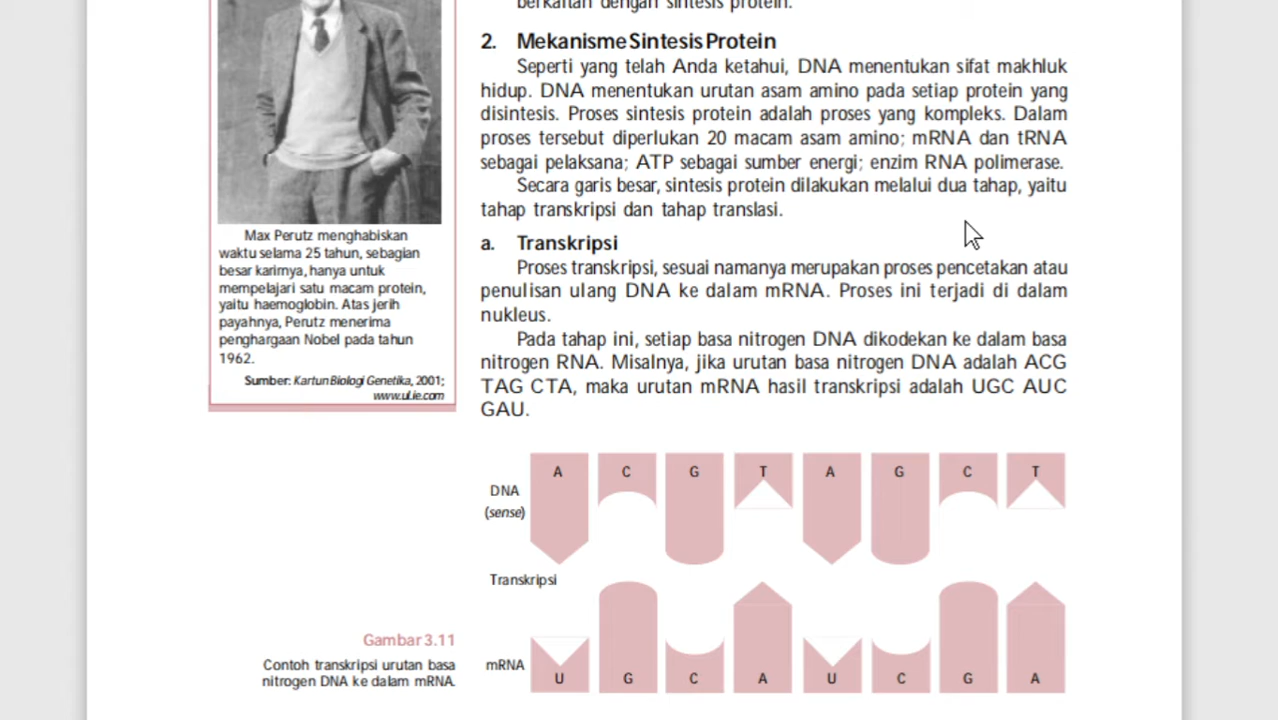 berkaitan dengan sintesis protein.
2. Mekanisme Sintesis Protein
Seperti yang telah Anda ketahui, DNA menentukan sifat makhluk
hidup. DNA menentukan urutan asam amino pada setiap protein yang
disintesis. Proses sintesis protein adalah proses yang kompleks. Dalam
proses tersebut diperlukan 20 macam asam amino; mRNA dan tRNA
sebagai pelaksana; ATP sebagai sumber energi; enzim RNA polimerase.
Secara garis besar, sintesis protein dilakukan melalui dua tahap, yaitu
tahap transkripsi dan tahap translasi.
a. Transkripsi
Proses transkripsi, sesuai namanya merupakan proses pencetakan atau
penulisan ulang DNA ke dalam mRNA. Proses ini terjadi di dalam
nukleus.
Pada tahap ini, setiap basa nitrogen DNA dikodekan ke dalam basa
nitrogen RNA. Misalnya, jika urutan basa nitrogen DNA adalah ACG
TAG CTA, maka urutan mRNA hasil transkripsi adalah UGC AUC
GAU.
Max Perutz menghabiskan
waktu selama 25 tahun, sebagian
besar karirnya, hanya untuk
mempelajari satu macam protein,
yaitu haemoglobin. Atas jerih
payahnya, Perutz menerima
penghargaan Nobel pada tahun
1962.
Sumber: Kartun Biologi Genetika, 2001;
A C G T A G C T
DNA
(sense)
Transkripsi
mRNA
U G C A U C G A
Gambar 3.11
Contoh transkripsi urutan basa
nitrogen DNA ke dalam mRNA.